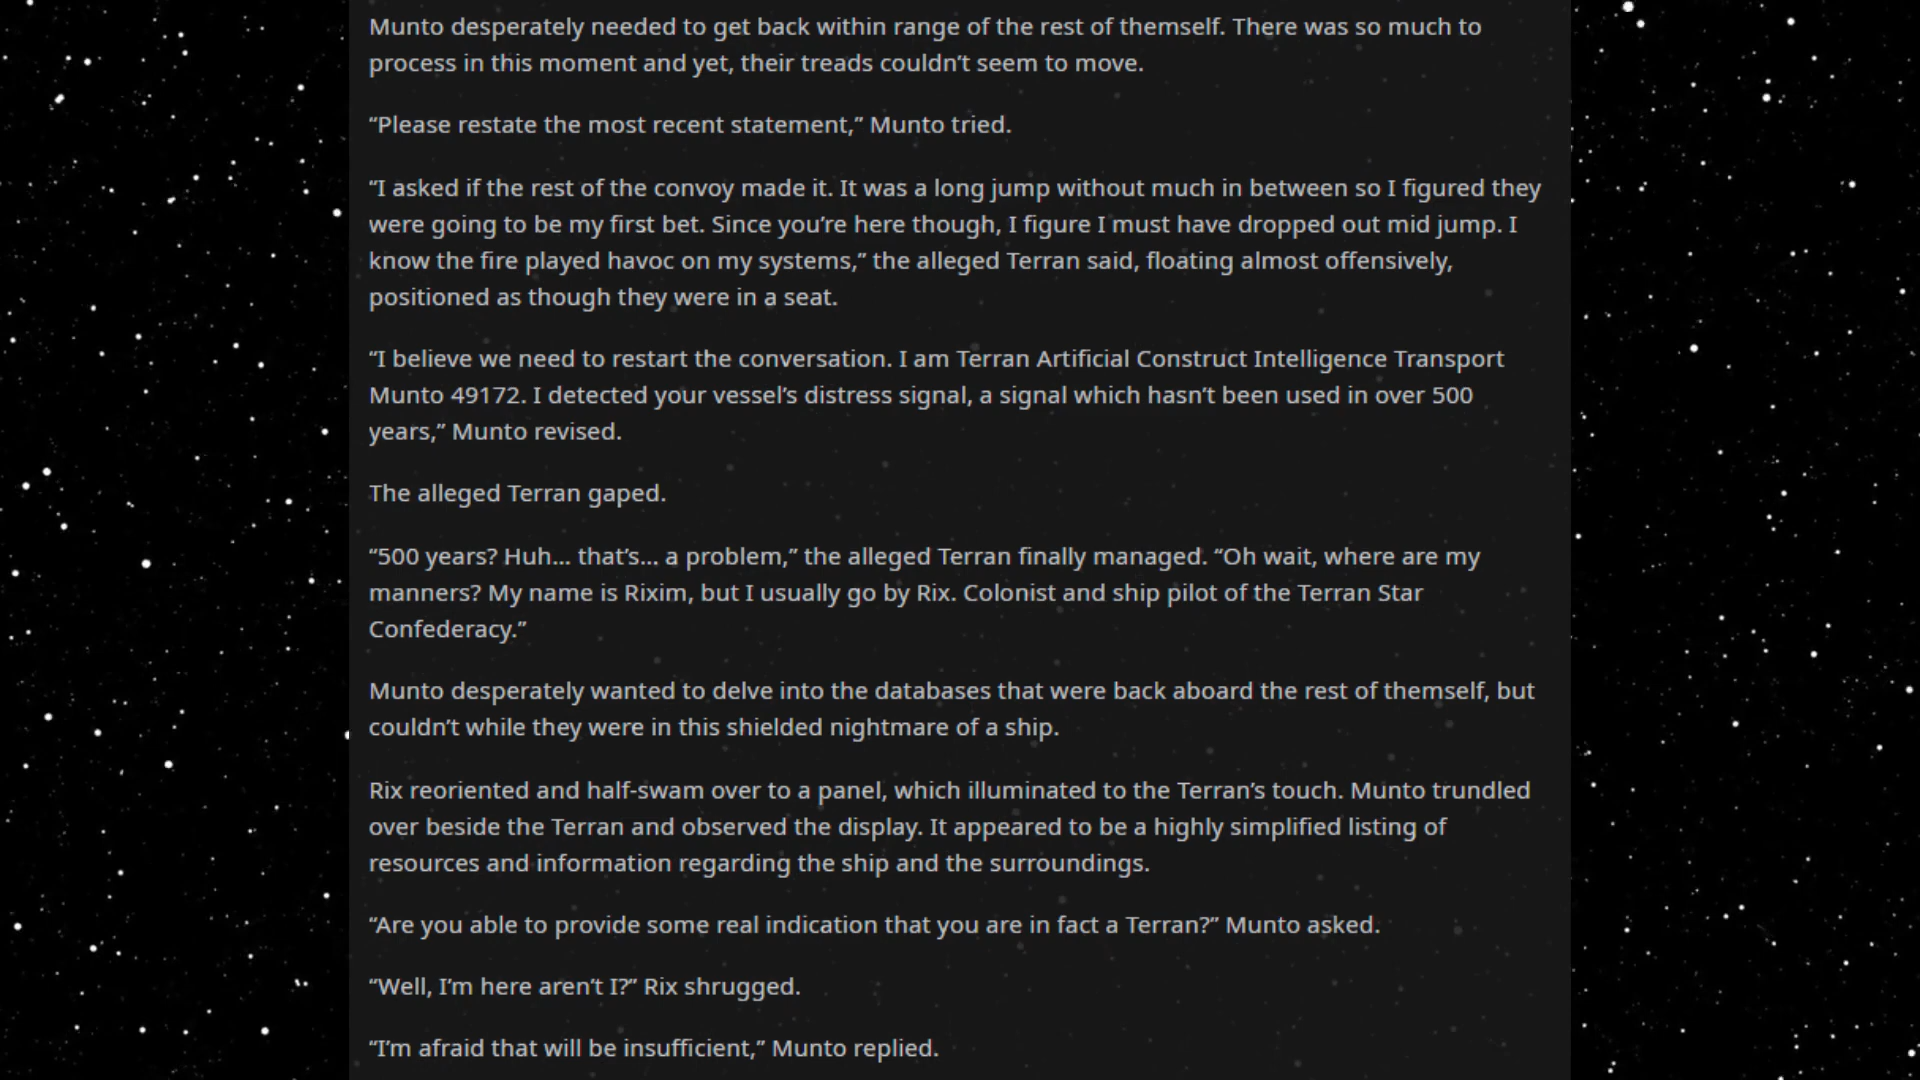 Munto desperately needed to get back within range of the rest of themself. There was so much to
process in this moment and yet, their treads couldn’t seem to move.
“Please restate the most recent statement,” Munto tried.
“I asked if the rest of the convoy made it. It was a long jump without much in between so I figured they
were going to be my first bet. Since you’re here though, I figure I must have dropped out mid jump. I
know the fire played havoc on my systems,” the alleged Terran said, floating almost offensively,
positioned as though they were in a seat.
“I believe we need to restart the conversation. I am Terran Artificial Construct Intelligence Transport
Munto 49172. I detected your vessel’s distress signal, a signal which hasn’t been used in over 500
years,” Munto revised.
The alleged Terran gaped.
“500 years? Huh… that’s… a problem,” the alleged Terran finally managed. “Oh wait, where are my
manners? My name is Rixim, but I usually go by Rix. Colonist and ship pilot of the Terran Star
Confederacy.”
Munto desperately wanted to delve into the databases that were back aboard the rest of themself, but
couldn’t while they were in this shielded nightmare of a ship.
Rix reoriented and half-swam over to a panel, which illuminated to the Terran’s touch. Munto trundled
over beside the Terran and observed the display. It appeared to be a highly simplified listing of
resources and information regarding the ship and the surroundings.
“Are you able to provide some real indication that you are in fact a Terran?” Munto asked.
“Well, I’m here aren’t I?” Rix shrugged.
“I’m afraid that will be insufficient,” Munto replied.